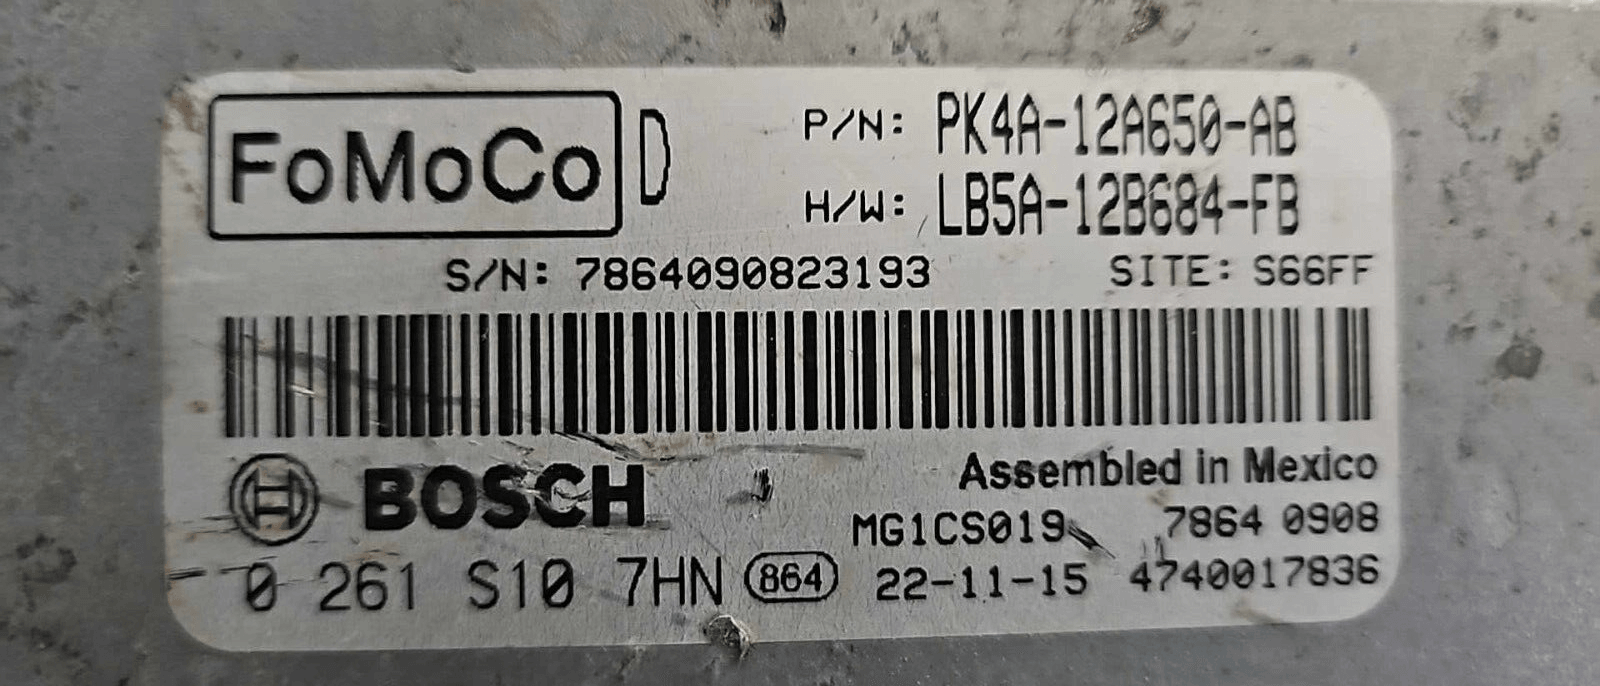 FoMoCo D P/N: PK4A-12A650-AB
H/W: LB5A-12B684-FB
S/N: 7864090823193 SITE: S66FF
BOSCH Assembled in Mexico
MG1CS019 7864 0908
0 261 S10 7HN 864 22-11-15 4740017836